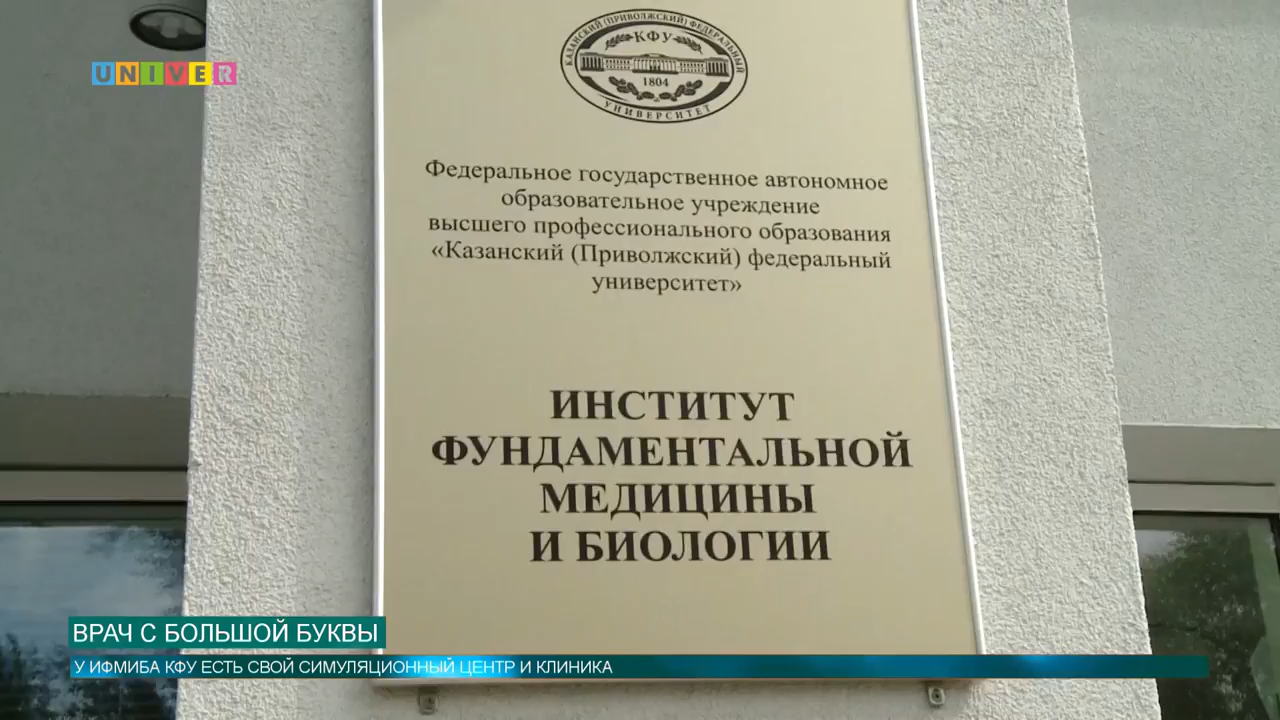 UNIVER
КАЗАНСКИЙ (ПРИВОЛЖСКИЙ) ФЕДЕРАЛЬНЫЙ
КФУ
1804
УНИВЕРСИТЕТ
Федеральное государственное автономное
образовательное учреждение
высшего профессионального образования
«Казанский (Приволжский) федеральный
университет»
ИНСТИТУТ
ФУНДАМЕНТАЛЬНОЙ
МЕДИЦИНЫ
И БИОЛОГИИ
ВРАЧ С БОЛЬШОЙ БУКВЫ
У ИФМИБА КФУ ЕСТЬ СВОЙ СИМУЛЯЦИОННЫЙ ЦЕНТР И КЛИНИКА